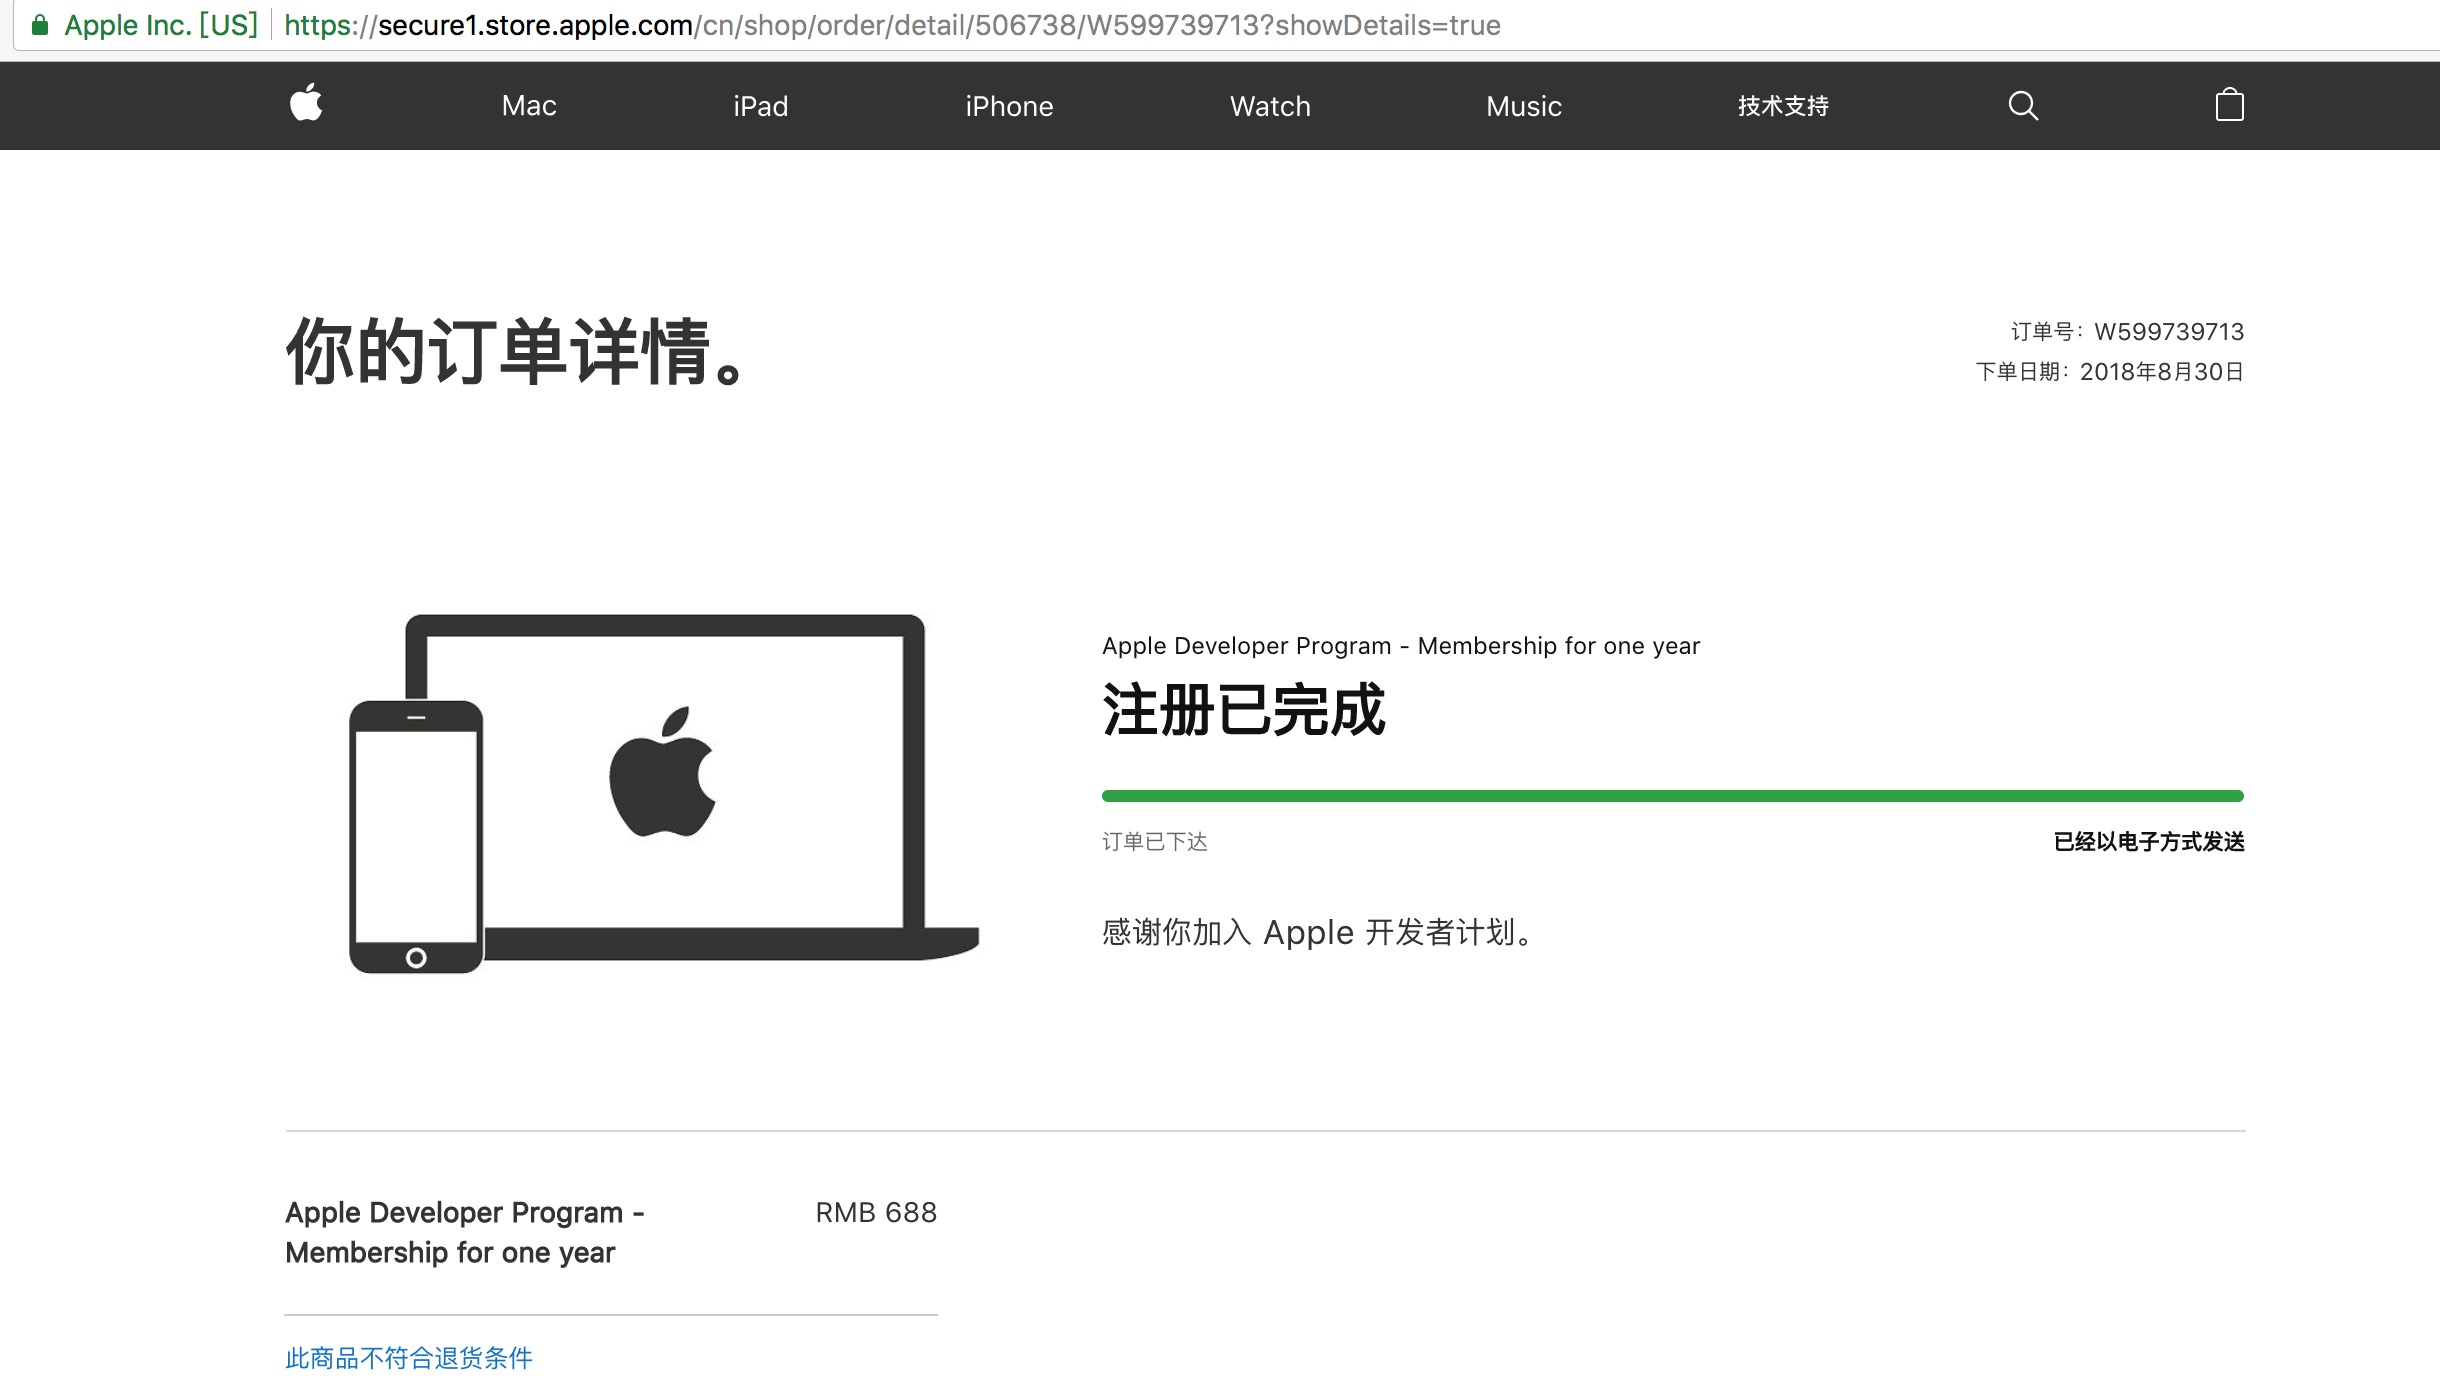 Apple Inc. [US] https://secure1.store.apple.com/cn/shop/order/detail/506738/W599739713?showDetails=true
Mac iPad iPhone Watch Music 技术支持
你的订单详情。
订单号：W599739713
下单日期：2018年8月30日
Apple Developer Program - Membership for one year
注册已完成
订单已下达 已经以电子方式发送
感谢你加入 Apple 开发者计划。
Apple Developer Program - RMB 688
Membership for one year
此商品不符合退货条件